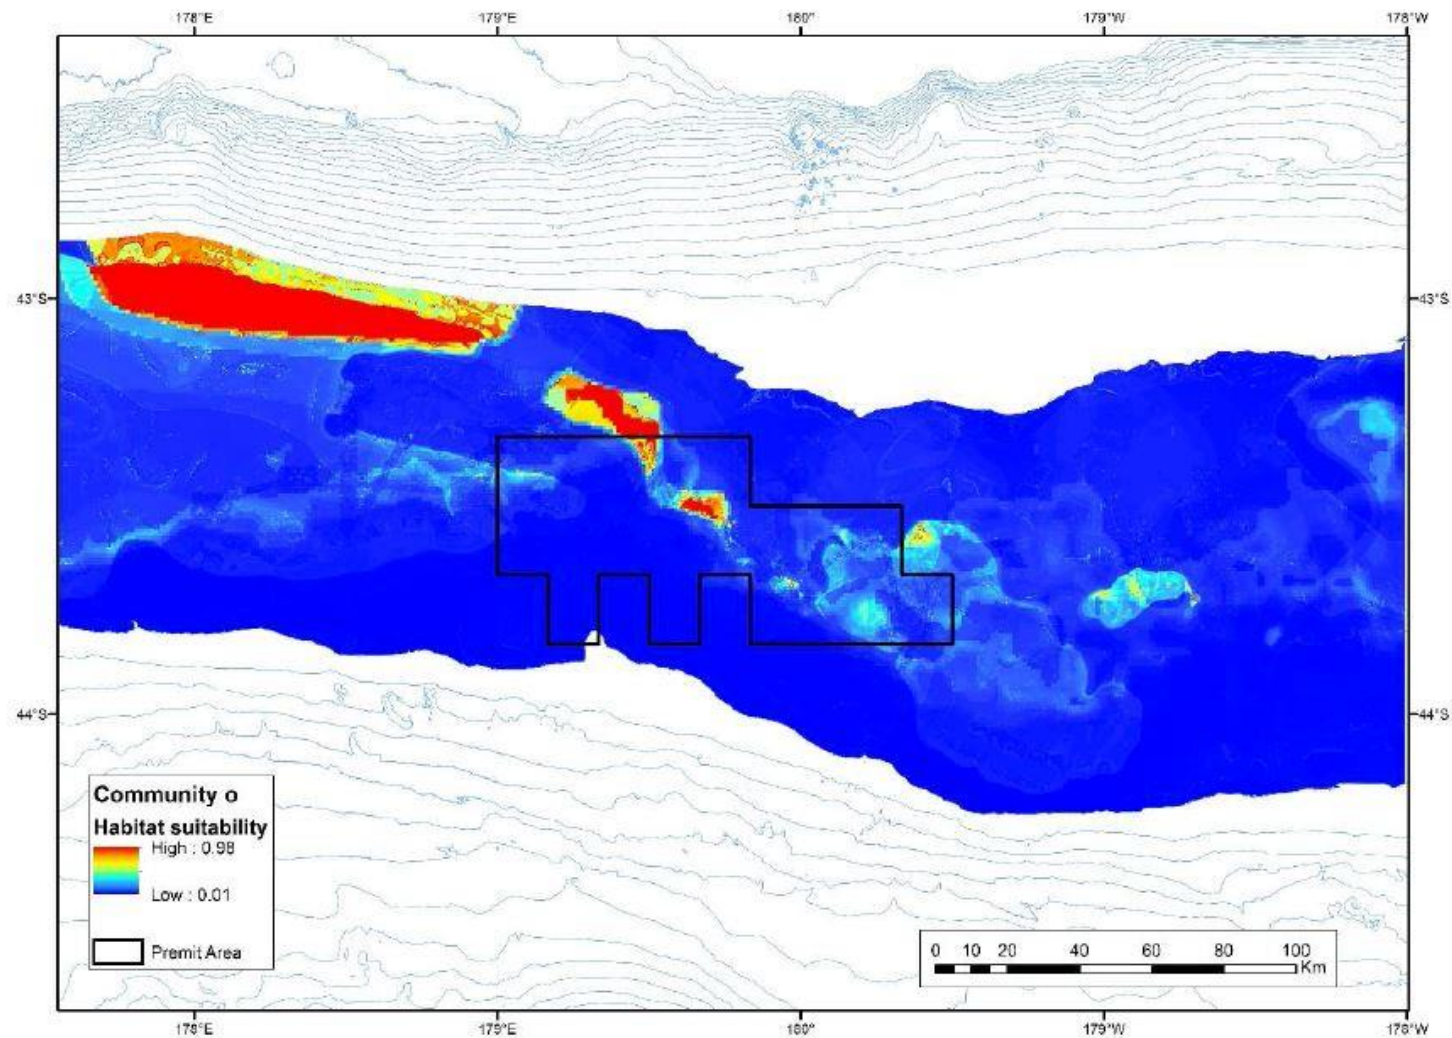 178°E 179°E 180° 179°W 178°W
43°S 43°S
44°S 44°S
Community o
Habitat suitability
High : 0.98
Low : 0.01
Premit Area
0 10 20 40 60 80 100
Km
178°E 179°E 180° 179°W 178°W